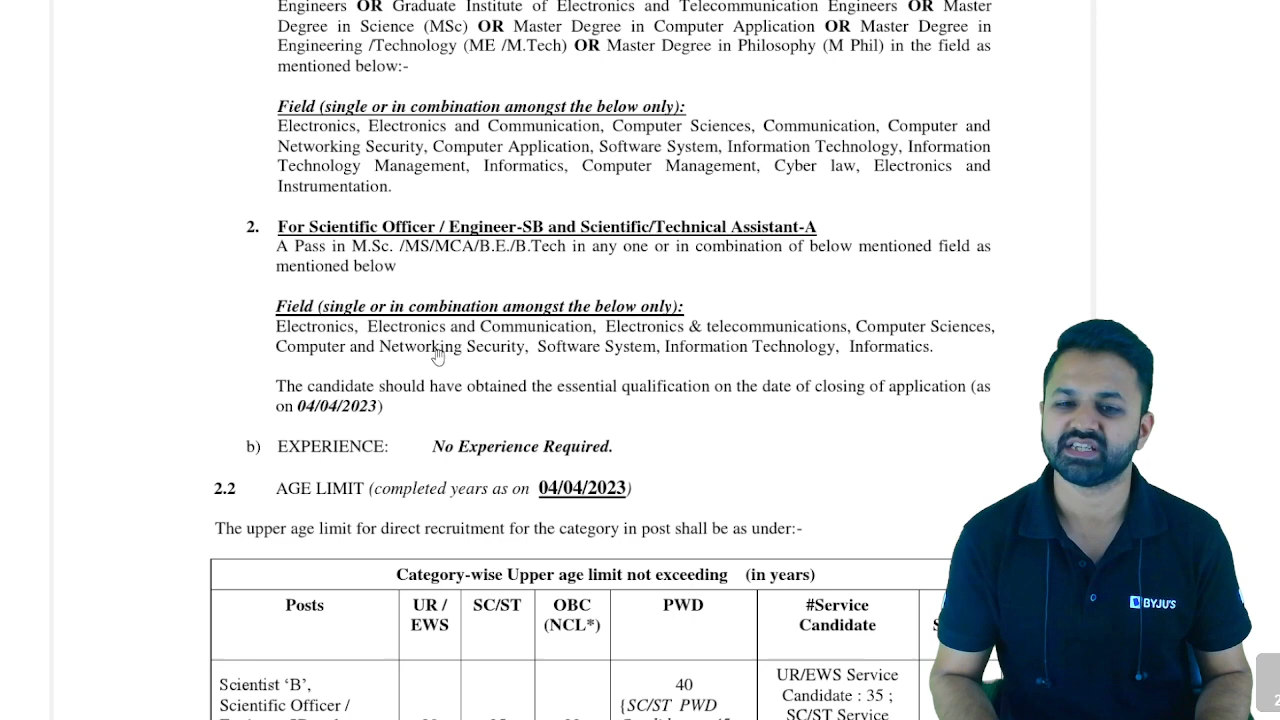 Engineers OR Graduate Institute of Electronics and Telecommunication Engineers OR Master
Degree in Science (MSc) OR Master Degree in Computer Application OR Master Degree in
Engineering /Technology (ME /M.Tech) OR Master Degree in Philosophy (M Phil) in the field as
mentioned below:-
Field (single or in combination amongst the below only):
Electronics, Electronics and Communication, Computer Sciences, Communication, Computer and
Networking Security, Computer Application, Software System, Information Technology, Information
Technology Management, Informatics, Computer Management, Cyber law, Electronics and
Instrumentation.
2. For Scientific Officer / Engineer-SB and Scientific/Technical Assistant-A
A Pass in M.Sc. /MS/MCA/B.E./B.Tech in any one or in combination of below mentioned field as
mentioned below
Field (single or in combination amongst the below only):
Electronics, Electronics and Communication, Electronics & telecommunications, Computer Sciences,
Computer and Networking Security, Software System, Information Technology, Informatics.
The candidate should have obtained the essential qualification on the date of closing of application (as
on 04/04/2023)
b) EXPERIENCE: No Experience Required.
2.2 AGE LIMIT (completed years as on 04/04/2023)
The upper age limit for direct recruitment for the category in post shall be as under:-
Category-wise Upper age limit not exceeding (in years)
Posts UR / EWS SC/ST OBC (NCL*) PWD #Service Candidate
Scientist ‘B’,
Scientific Officer /
40
{SC/ST PWD
UR/EWS Service
Candidate : 35 ;
SC/ST Service
BYJU'S